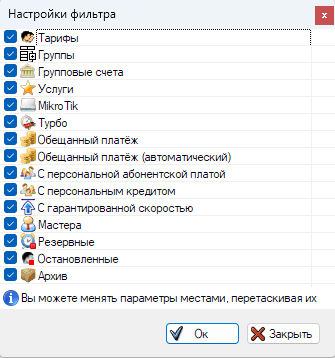 Настройки фильтра
Тарифы
Группы
Групповые счета
Услуги
MikroTik
Турбо
Обещанный платёж
Обещанный платёж (автоматический)
С персональной абонентской платой
С персональным кредитом
С гарантированной скоростью
Мастера
Резервные
Остановленные
Архив
Вы можете менять параметры местами, перетаскивая их
Ок
Закрыть